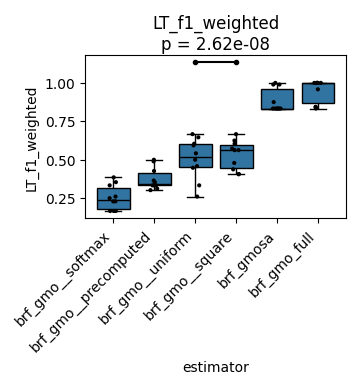 LT_f1_weighted
p = 2.62e-08
LT_f1_weighted
1.00
0.75
0.50
0.25
brf_gmo__softmax
brf_gmo__precomputed
brf_gmo__uniform
brf_gmo__square
brf_gmosa
brf_gmo_full
estimator